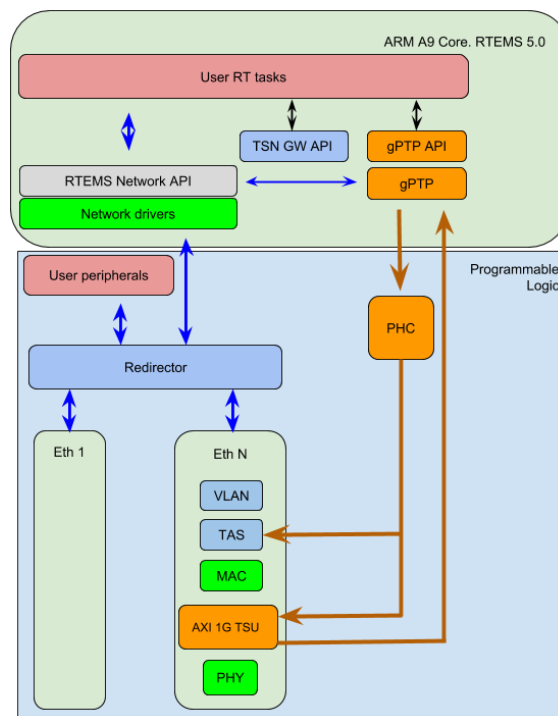 ARM A9 Core. RTEMS 5.0
User RT tasks
TSN GW API
gPTP API
RTEMS Network API
gPTP
Network drivers
User peripherals
Programmable
Logic
PHC
Redirector
Eth 1
Eth N
VLAN
TAS
MAC
AXI 1G TSU
PHY